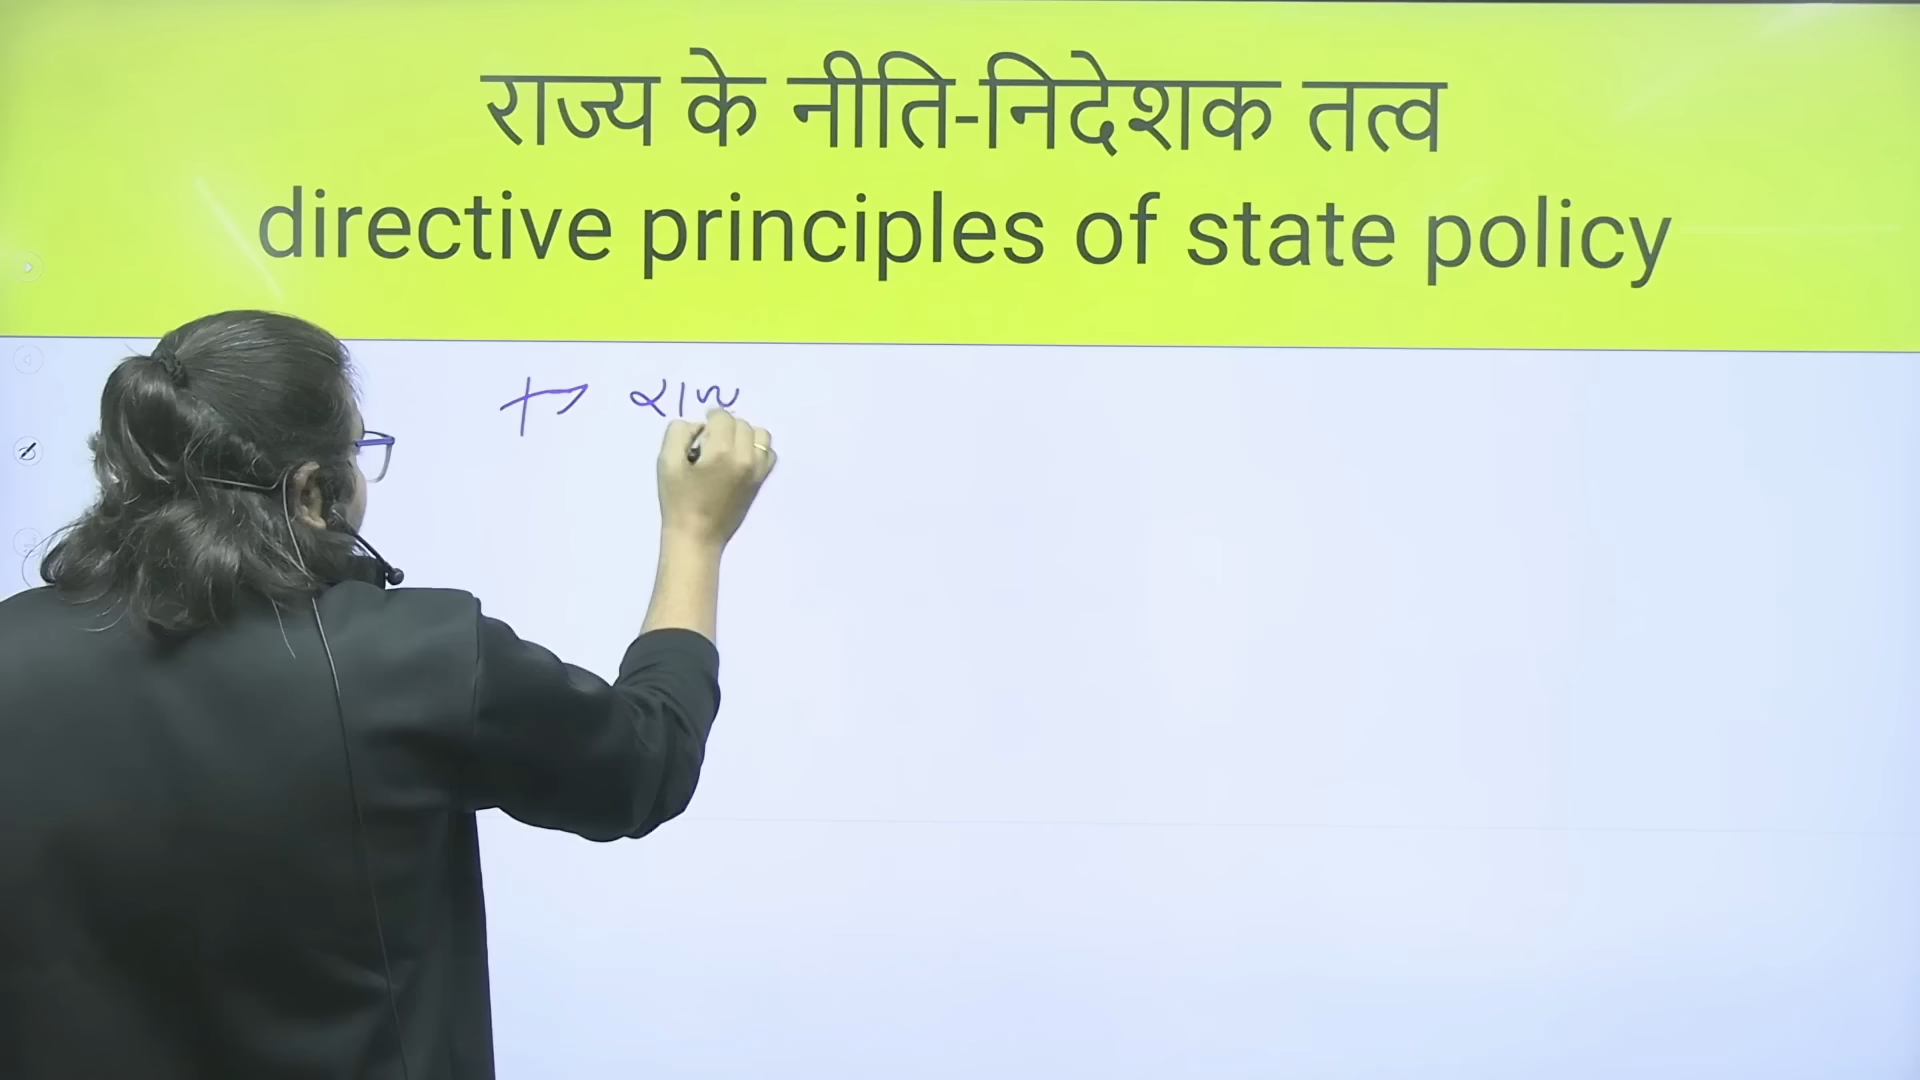 राज्य के नीति-निदेशक तत्व
directive principles of state policy
राज्य